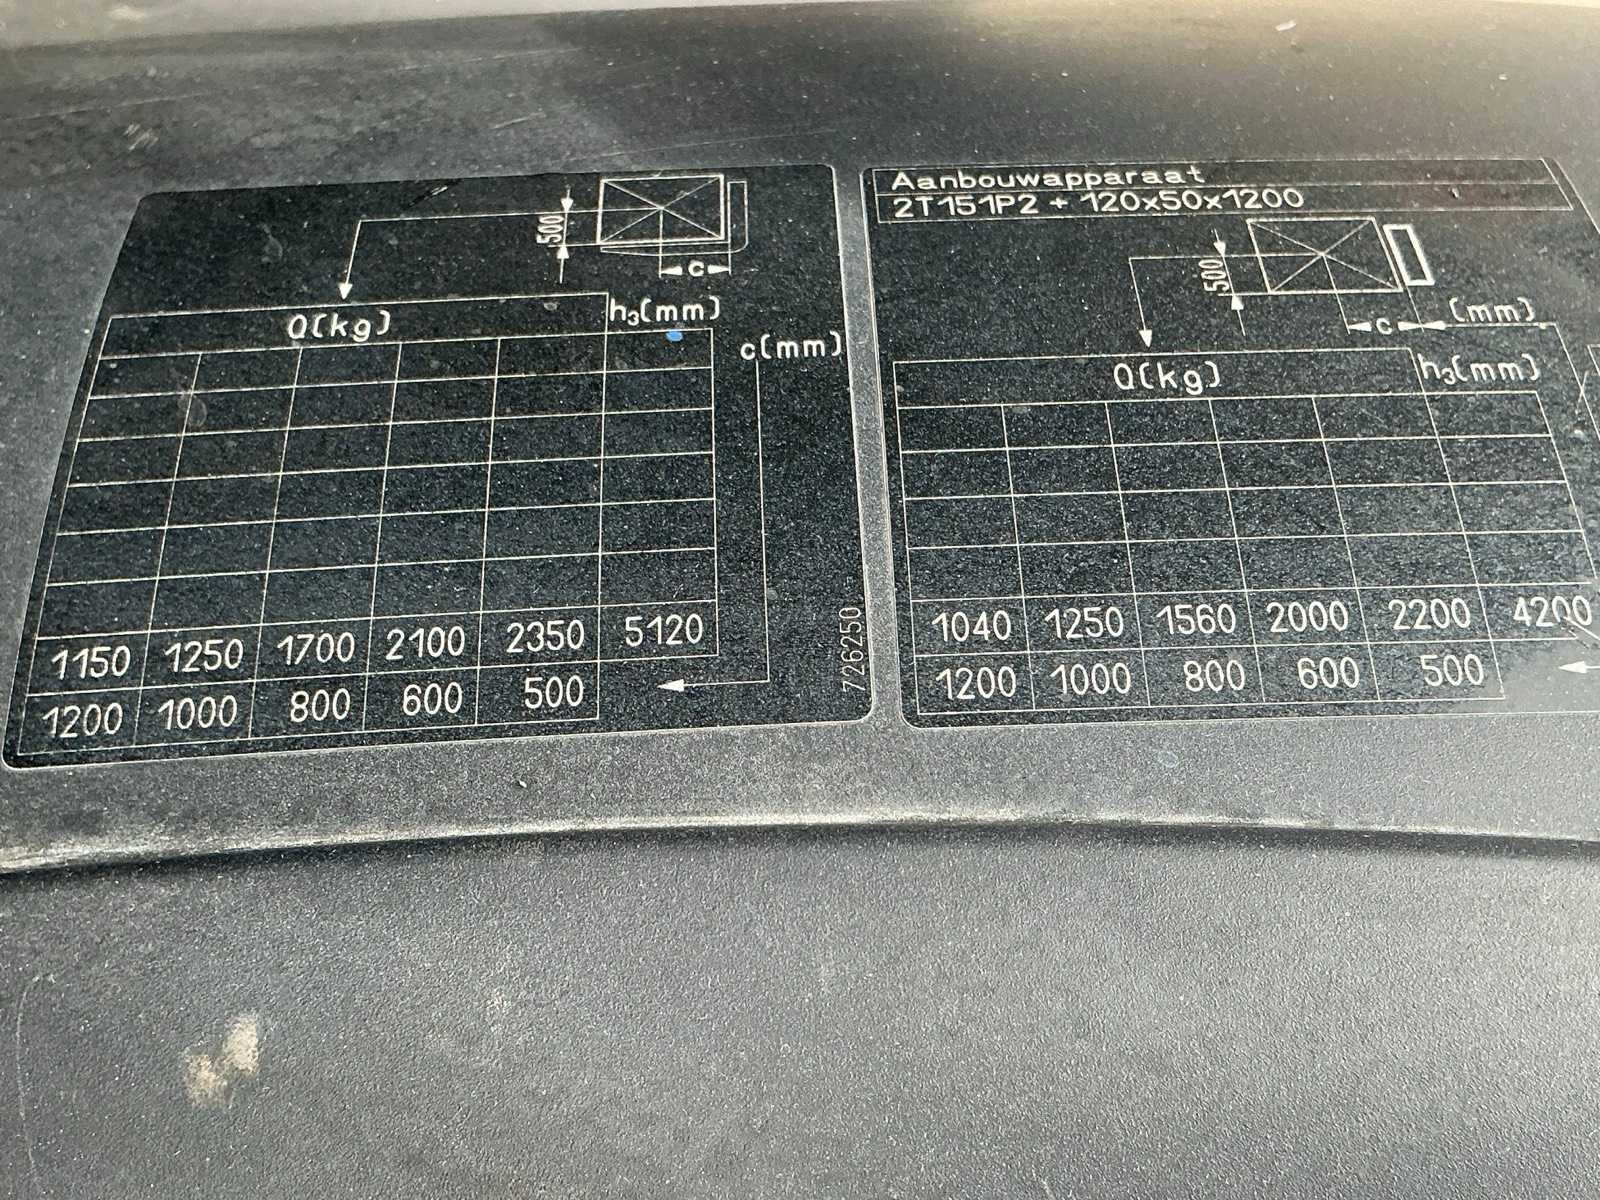 500
c
Q(kg)
h3(mm)
c(mm)
1150 1250 1700 2100 2350 5120
1200 1000 800 600 500
726250
Aanbouwapparaat
2T151P2 + 120x50x1200
500
c
(mm)
Q(kg)
h3(mm)
1040 1250 1560 2000 2200 4200
1200 1000 800 600 500